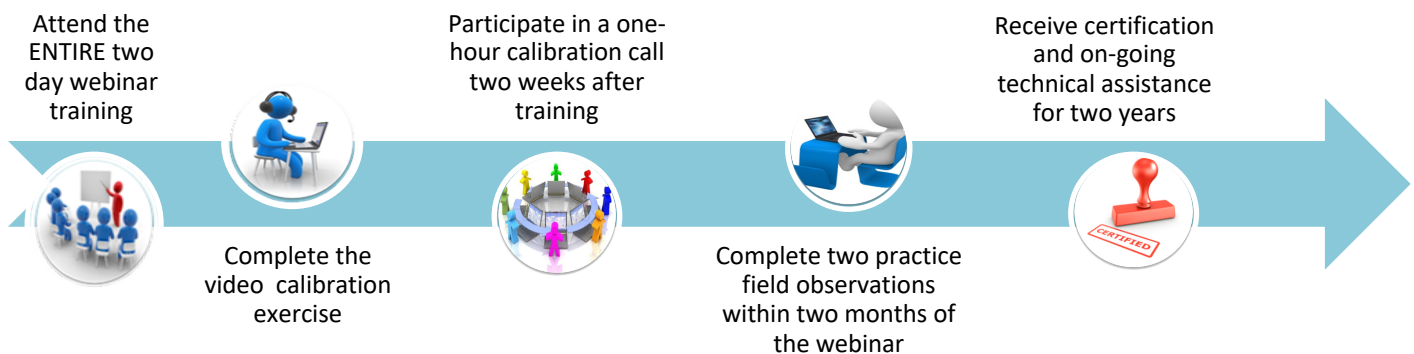 Attend the
ENTIRE two
day webinar
training
Complete the
video calibration
exercise
Participate in a one-
hour calibration call
two weeks after
training
Complete two practice
field observations
within two months of
the webinar
Receive certification
and on-going
technical assistance
for two years
CERTIFIED